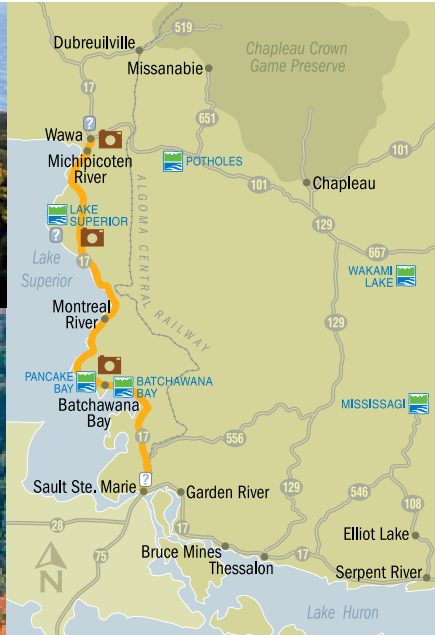 519
Dubreuilville
Chapleau Crown
Game Preserve
Missanabie
17
651
?
Wawa
101
Michipicoten
River
POTHOLES
101
Chapleau
ALGOMA CENTRAL RAILWAY
LAKE
SUPERIOR
?
129
667
Lake
Superior
17
WAKAMI
LAKE
Montreal
River
129
PANCAKE
BAY
BATCHAWANA
BAY
Batchawana
Bay
MISSISSAGI
17
556
?
Sault Ste. Marie
Garden River
129
546
108
28
17
75
Elliot Lake
Bruce Mines
Thessalon
17
Serpent River
N
Lake Huron